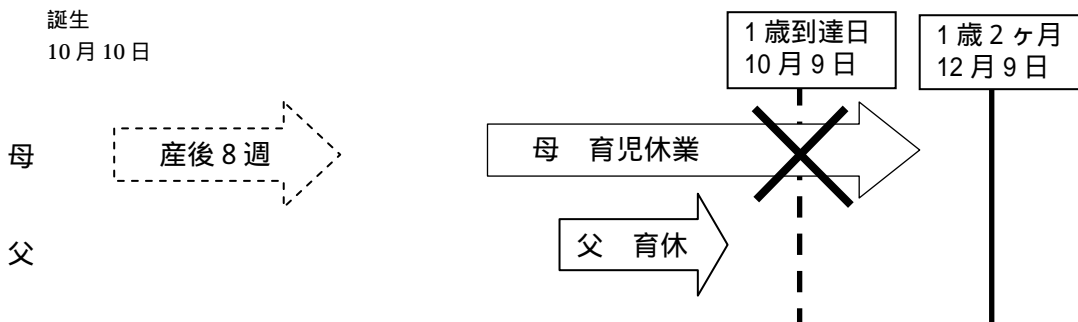 誕生
10月10日
1歳到達日
10月9日
1歳2ヶ月
12月9日
母
産後8週
母 育児休業
父
父 育休